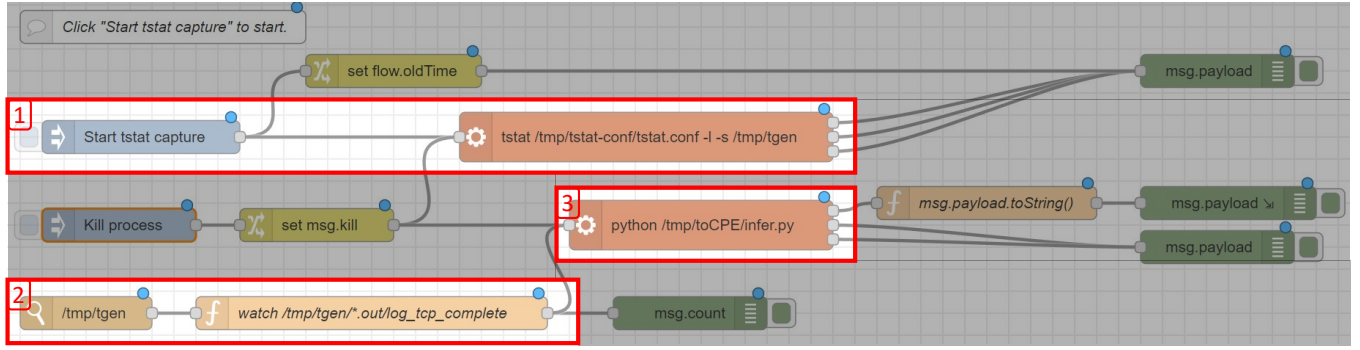 Click "Start tstat capture" to start.
set flow.oldTime
msg.payload
1
Start tstat capture
tstat /tmp/tstat-conf/tstat.conf -l -s /tmp/tgen
3
Kill process
set msg.kill
python /tmp/toCPE/infer.py
msg.payload.toString()
msg.payload
msg.payload
2
/tmp/tgen
watch /tmp/tgen/*.out/log_tcp_complete
msg.count